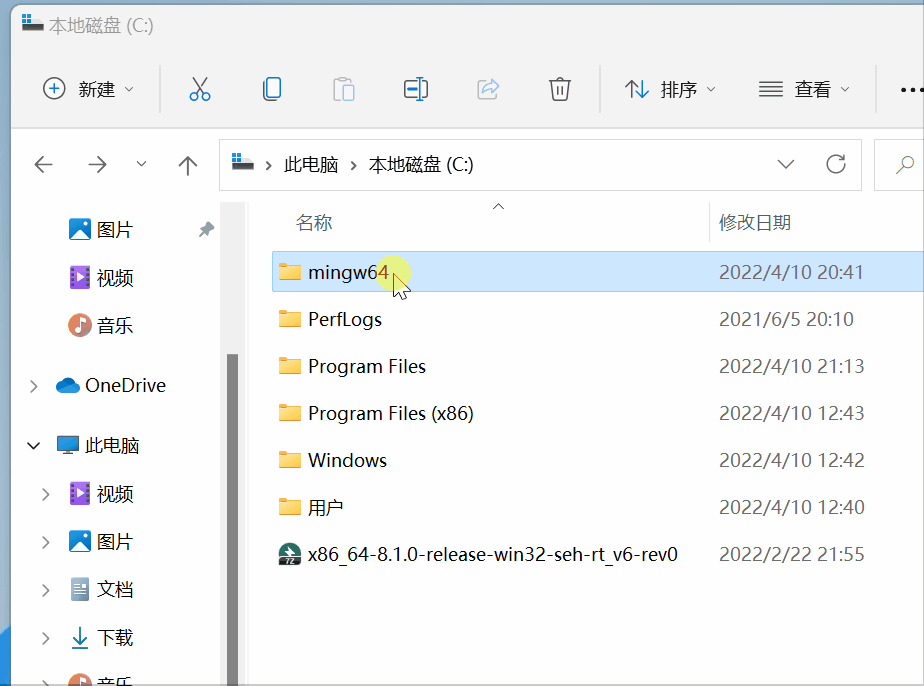 本地磁盘 (C:)
新建 排序 查看
此电脑 本地磁盘 (C:)
名称 修改日期
图片
视频
音乐
OneDrive
此电脑
视频
图片
文档
下载
音乐
mingw64 2022/4/10 20:41
PerfLogs 2021/6/5 20:10
Program Files 2022/4/10 21:13
Program Files (x86) 2022/4/10 12:43
Windows 2022/4/10 12:42
用户 2022/4/10 12:40
x86_64-8.1.0-release-win32-seh-rt_v6-rev0 2022/2/22 21:55